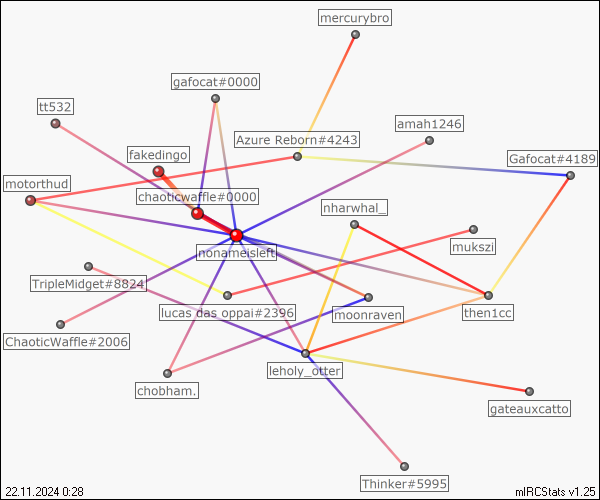 mercurybro
gafocat#0000
tt532
amah1246
Azure Reborn#4243
fakedingo
Gafocat#4189
motorthud
chaoticwaffle#0000
nharwhal_
nonameisleft
mukszi
TripleMidget#8824
lucas das oppai#2396
moonraven
then1cc
ChaoticWaffle#2006
leholy_otter
chobham.
gateauxcatto
Thinker#5995
22.11.2024 0:28
mIRCStats v1.25